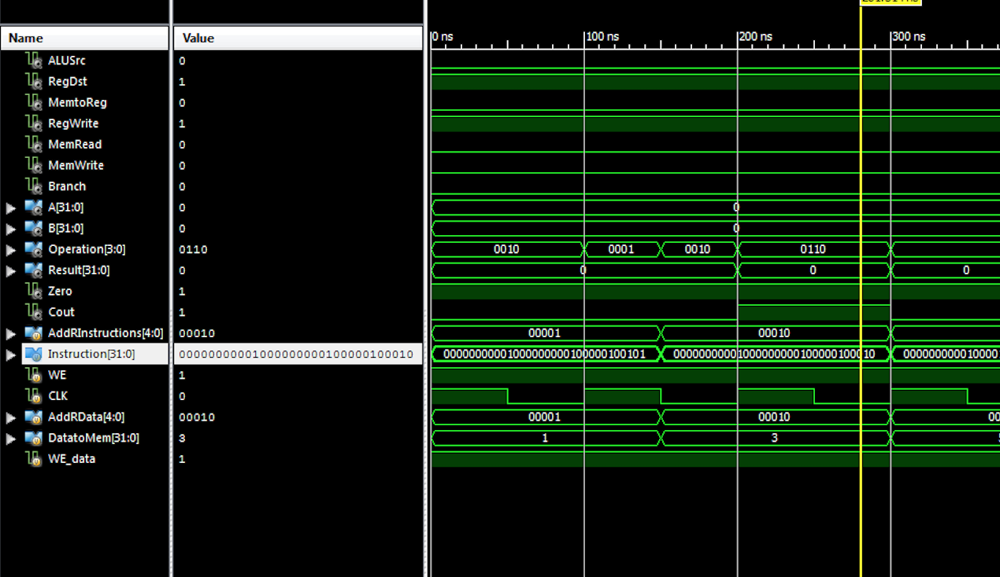 Name Value
0 ns 100 ns 200 ns 300 ns
ALUSrc 0
RegDst 1
MemtoReg 0
RegWrite 1
MemRead 0
MemWrite 0
Branch 0
A[31:0] 0 0
B[31:0] 0 0
Operation[3:0] 0110 0010 0001 0010 0110
Result[31:0] 0 0 0 0
Zero 1
Cout 1
AddRInstructions[4:0] 00010 00001 00010
Instruction[31:0] 00000000001000000000100000100010 00000000001000000000100000100101 00000000001000000000100000100010 000000000010000
WE 1
CLK 0
AddRData[4:0] 00010 00001 00010 00
DatatoMem[31:0] 3 1 3
WE_data 1